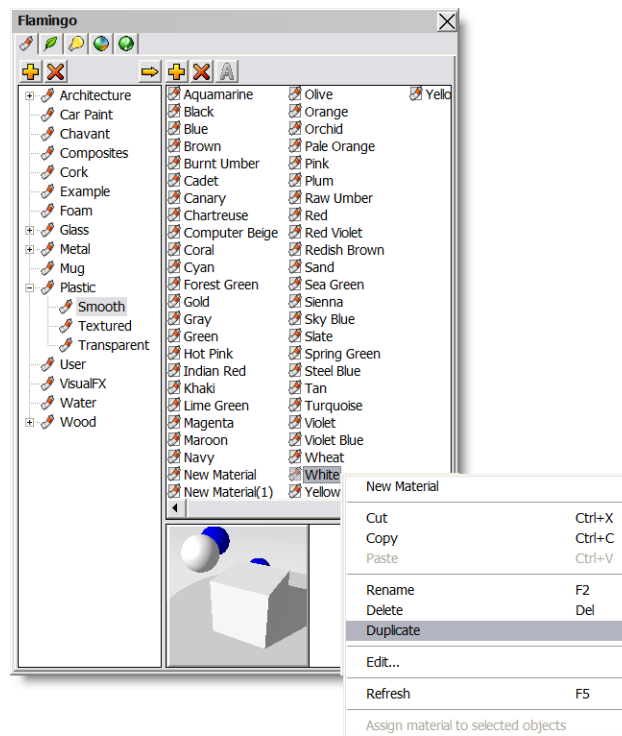 Flamingo
A
Architecture
Car Paint
Chavant
Composites
Cork
Example
Foam
Glass
Metal
Mug
Plastic
Smooth
Textured
Transparent
User
VisualFX
Water
Wood
Aquamarine
Black
Blue
Brown
Burnt Umber
Cadet
Canary
Chartreuse
Computer Beige
Coral
Cyan
Forest Green
Gold
Gray
Green
Hot Pink
Indian Red
Khaki
Lime Green
Magenta
Maroon
Navy
New Material
New Material(1)
Olive
Orange
Orchid
Pale Orange
Pink
Plum
Raw Umber
Red
Red Violet
Redish Brown
Sand
Sea Green
Sienna
Sky Blue
Slate
Spring Green
Steel Blue
Tan
Turquoise
Violet
Violet Blue
Wheat
White
Yellow
Yello
New Material
Cut Ctrl+X
Copy Ctrl+C
Paste Ctrl+V
Rename F2
Delete Del
Duplicate
Edit...
Refresh F5
Assign material to selected objects